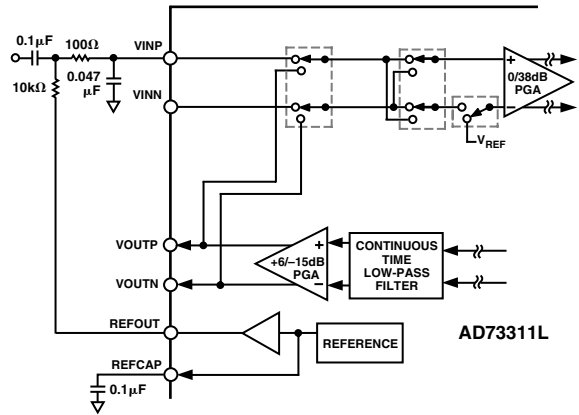 0.1μF
100Ω
VINP
0.047
μF
10kΩ
VINN
+
0/38dB
PGA
−
VREF
VOUTP
+
+6/−15dB
PGA
−
CONTINUOUS
TIME
LOW-PASS
FILTER
VOUTN
REFOUT
REFERENCE
AD73311L
REFCAP
0.1μF